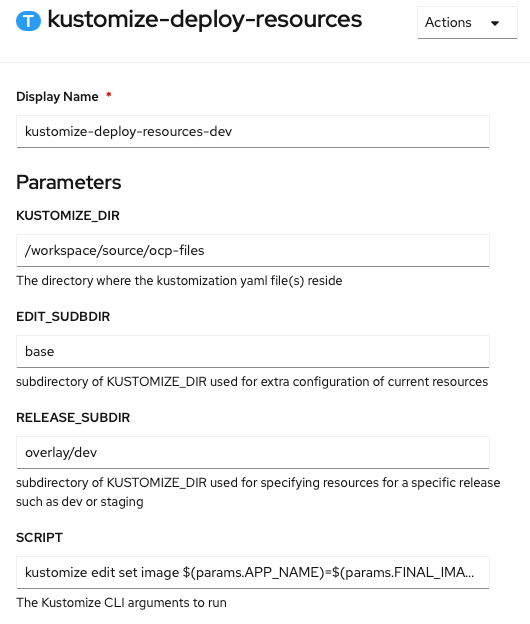 T kustomize-deploy-resources
Actions
Display Name *
kustomize-deploy-resources-dev
Parameters
KUSTOMIZE_DIR
/workspace/source/ocp-files
The directory where the kustomization yaml file(s) reside
EDIT_SUDBDIR
base
subdirectory of KUSTOMIZE_DIR used for extra configuration of current resources
RELEASE_SUBDIR
overlay/dev
subdirectory of KUSTOMIZE_DIR used for specifying resources for a specific release
such as dev or staging
SCRIPT
kustomize edit set image $(params.APP_NAME)=$(params.FINAL_IMA...
The Kustomize CLI arguments to run